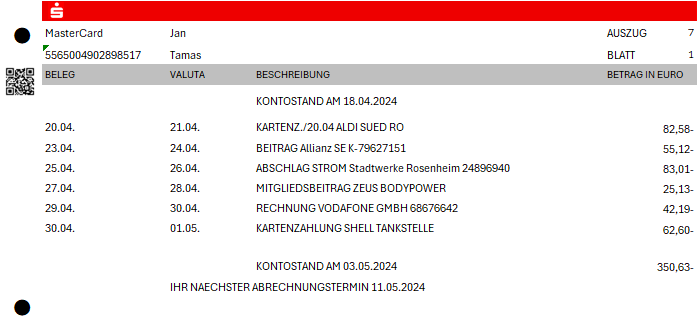 MasterCard Jan AUSZUG 7
5565004902898517 Tamas BLATT 1
BELEG VALUTA BESCHREIBUNG BETRAG IN EURO
KONTOSTAND AM 18.04.2024
20.04. 21.04. KARTENZ./20.04 ALDI SUED RO 82,58-
23.04. 24.04. BEITRAG Allianz SE K-79627151 55,12-
25.04. 26.04. ABSCHLAG STROM Stadtwerke Rosenheim 24896940 83,01-
27.04. 28.04. MITGLIEDSBEITRAG ZEUS BODYPOWER 25,13-
29.04. 30.04. RECHNUNG VODAFONE GMBH 68676642 42,19-
30.04. 01.05. KARTENZAHLUNG SHELL TANKSTELLE 62,60-
KONTOSTAND AM 03.05.2024 350,63-
IHR NAECHSTER ABRECHNUNGSTERMIN 11.05.2024